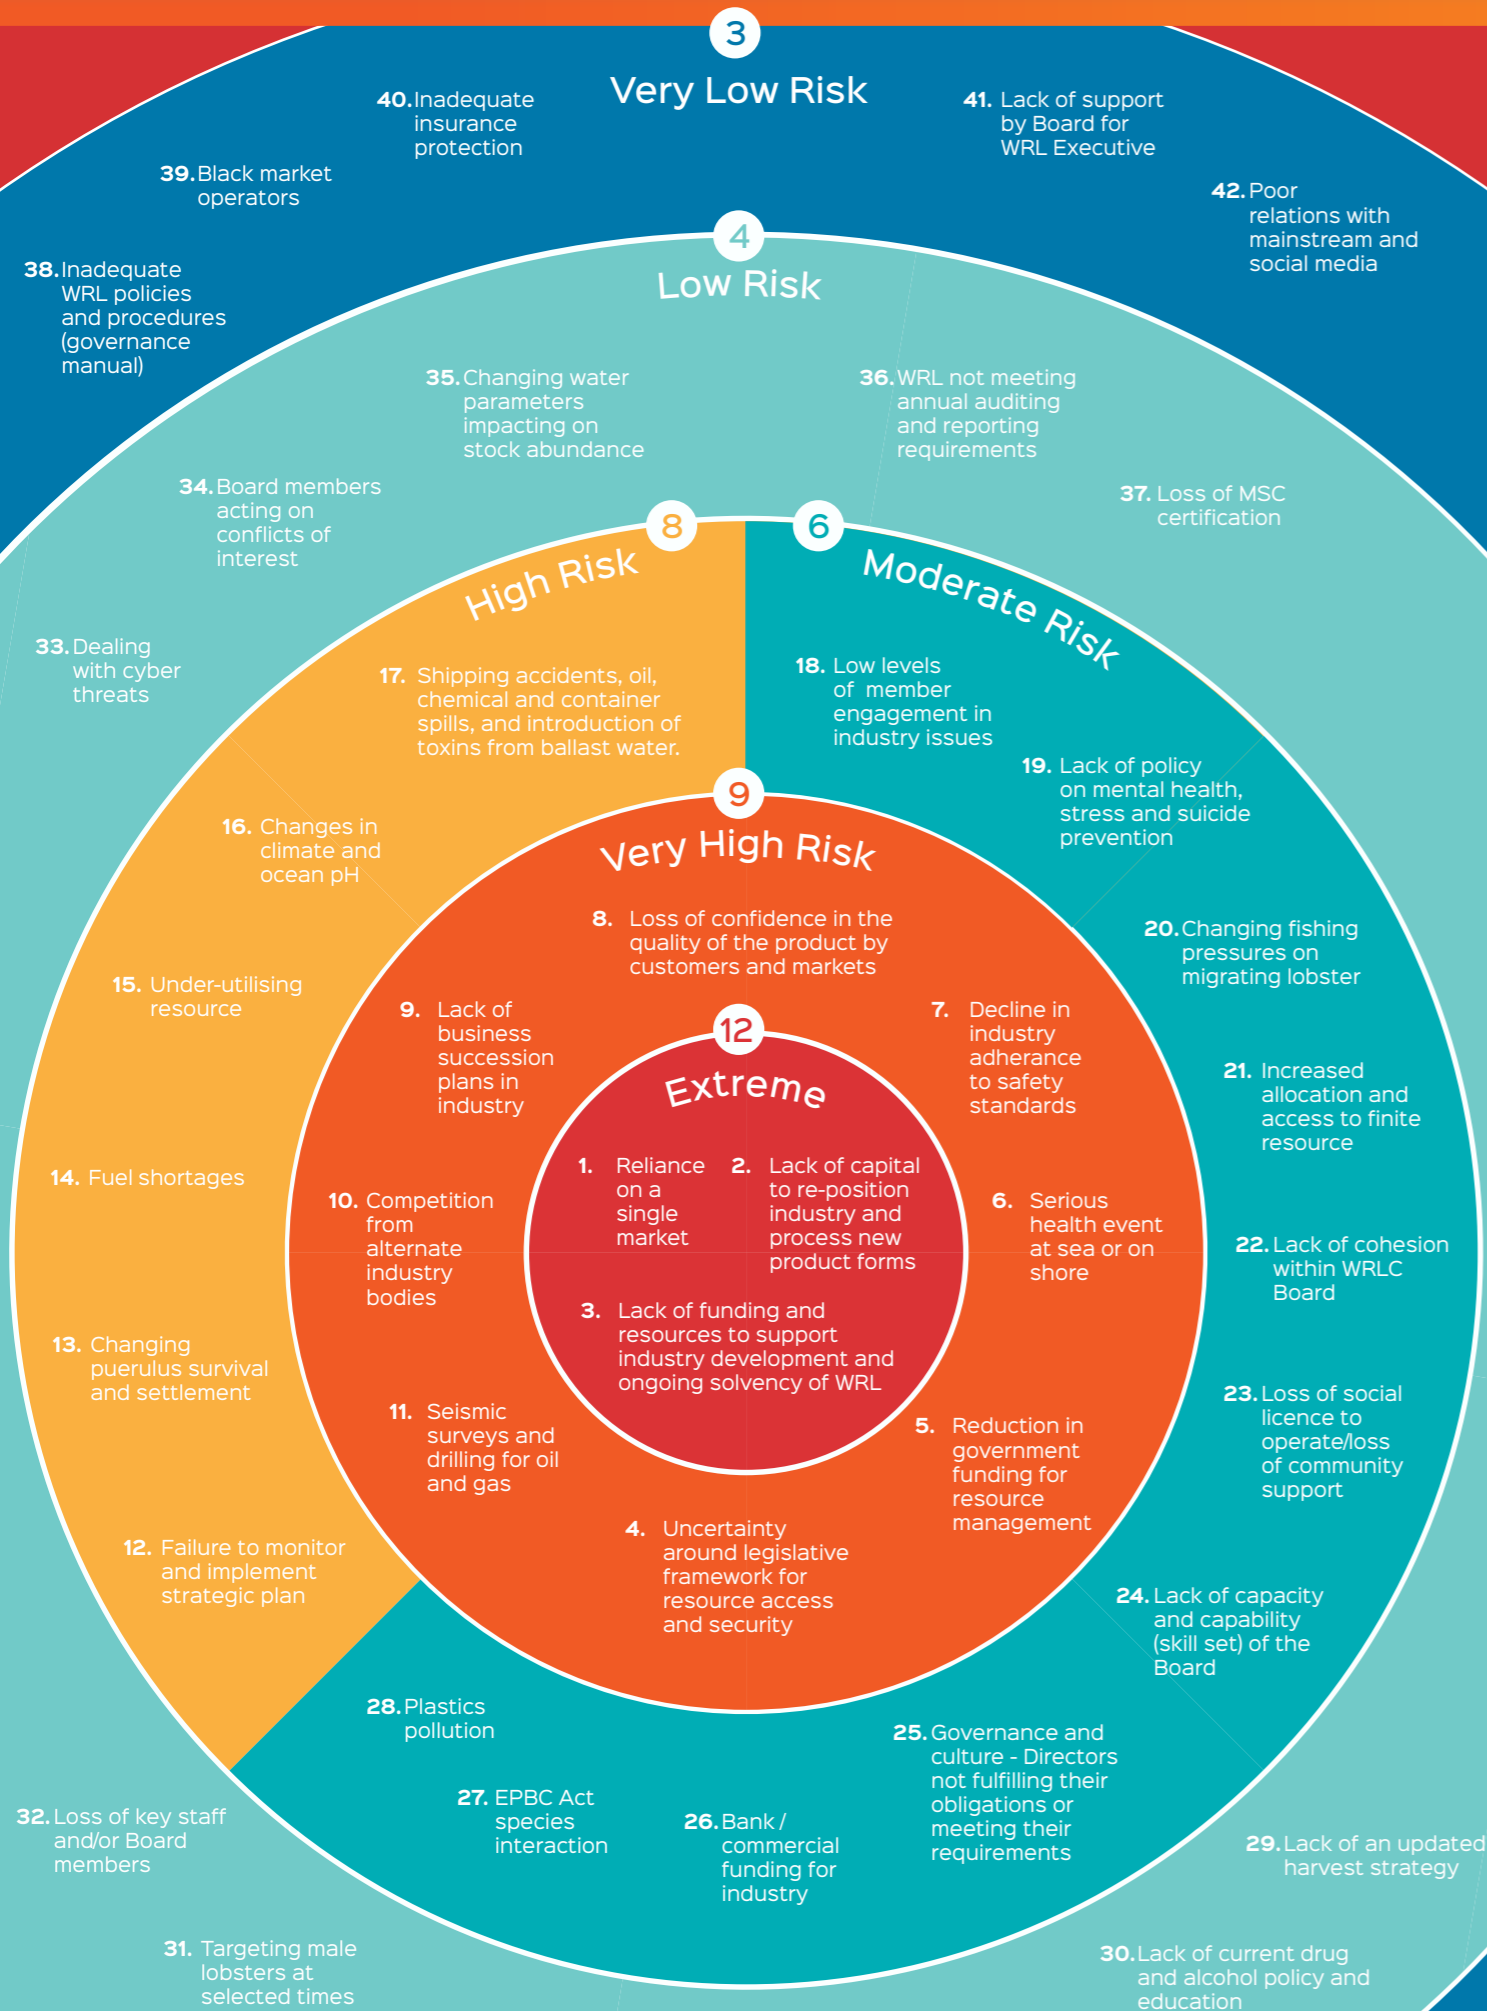 3
Very Low Risk
40. Inadequate
insurance
protection
41. Lack of support
by Board for
WRL Executive
39. Black market
operators
42. Poor
relations with
mainstream and
social media
38. Inadequate
WRL policies
and procedures
(governance
manual)
4
Low Risk
35. Changing water
parameters
impacting on
stock abundance
36. WRL not meeting
annual auditing
and reporting
requirements
34. Board members
acting on
conflicts of
interest
37. Loss of MSC
certification
33. Dealing
with cyber
threats
8
High Risk
6
Moderate Risk
17. Shipping accidents, oil,
chemical and container
spills, and introduction of
toxins from ballast water.
18. Low levels
of member
engagement in
industry issues
19. Lack of policy
on mental health,
stress and suicide
prevention
16. Changes in
climate and
ocean pH
9
Very High Risk
8. Loss of confidence in the
quality of the product by
customers and markets
20. Changing fishing
pressures on
migrating lobster
15. Under-utilising
resource
9. Lack of
business
succession
plans in
industry
7. Decline in
industry
adherance
to safety
standards
12
Extreme
21. Increased
allocation and
access to finite
resource
14. Fuel shortages
1. Reliance
on a
single
market
2. Lack of capital
to re-position
industry and
process new
product forms
10. Competition
from
alternate
industry
bodies
6. Serious
health event
at sea or on
shore
22. Lack of cohesion
within WRLC
Board
3. Lack of funding and
resources to support
industry development and
ongoing solvency of WRL
13. Changing
puerulus survival
and settlement
23. Loss of social
licence to
operate/loss
of community
support
11. Seismic
surveys and
drilling for oil
and gas
5. Reduction in
government
funding for
resource
management
4. Uncertainty
around legislative
framework for
resource access
and security
12. Failure to monitor
and implement
strategic plan
24. Lack of capacity
and capability
(skill set) of the
Board
28. Plastics
pollution
25. Governance and
culture - Directors
not fulfilling their
obligations or
meeting their
requirements
27. EPBC Act
species
interaction
26. Bank /
commercial
funding for
industry
32. Loss of key staff
and/or Board
members
29. Lack of an updated
harvest strategy
31. Targeting male
lobsters at
selected times
30. Lack of current drug
and alcohol policy and
education